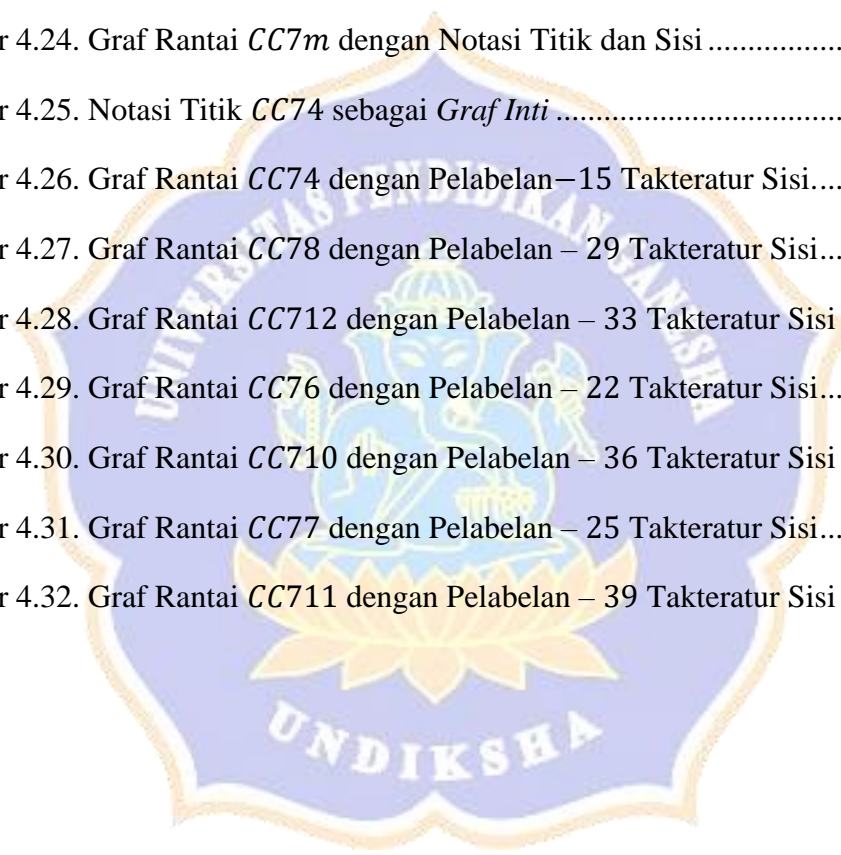 r 4.24. Graf Rantai 𝐶𝐶7𝑚 dengan Notasi Titik dan Sisi .................
r 4.25. Notasi Titik 𝐶𝐶74 sebagai Graf Inti ....................................
r 4.26. Graf Rantai 𝐶𝐶74 dengan Pelabelan−15 Takteratur Sisi.....
r 4.27. Graf Rantai 𝐶𝐶78 dengan Pelabelan – 29 Takteratur Sisi...
r 4.28. Graf Rantai 𝐶𝐶712 dengan Pelabelan – 33 Takteratur Sisi
r 4.29. Graf Rantai 𝐶𝐶76 dengan Pelabelan – 22 Takteratur Sisi...
r 4.30. Graf Rantai 𝐶𝐶710 dengan Pelabelan – 36 Takteratur Sisi
r 4.31. Graf Rantai 𝐶𝐶77 dengan Pelabelan – 25 Takteratur Sisi...
r 4.32. Graf Rantai 𝐶𝐶711 dengan Pelabelan – 39 Takteratur Sisi
UNIVERSITAS PENDIDIKAN GANESHA
UNDIKSHA